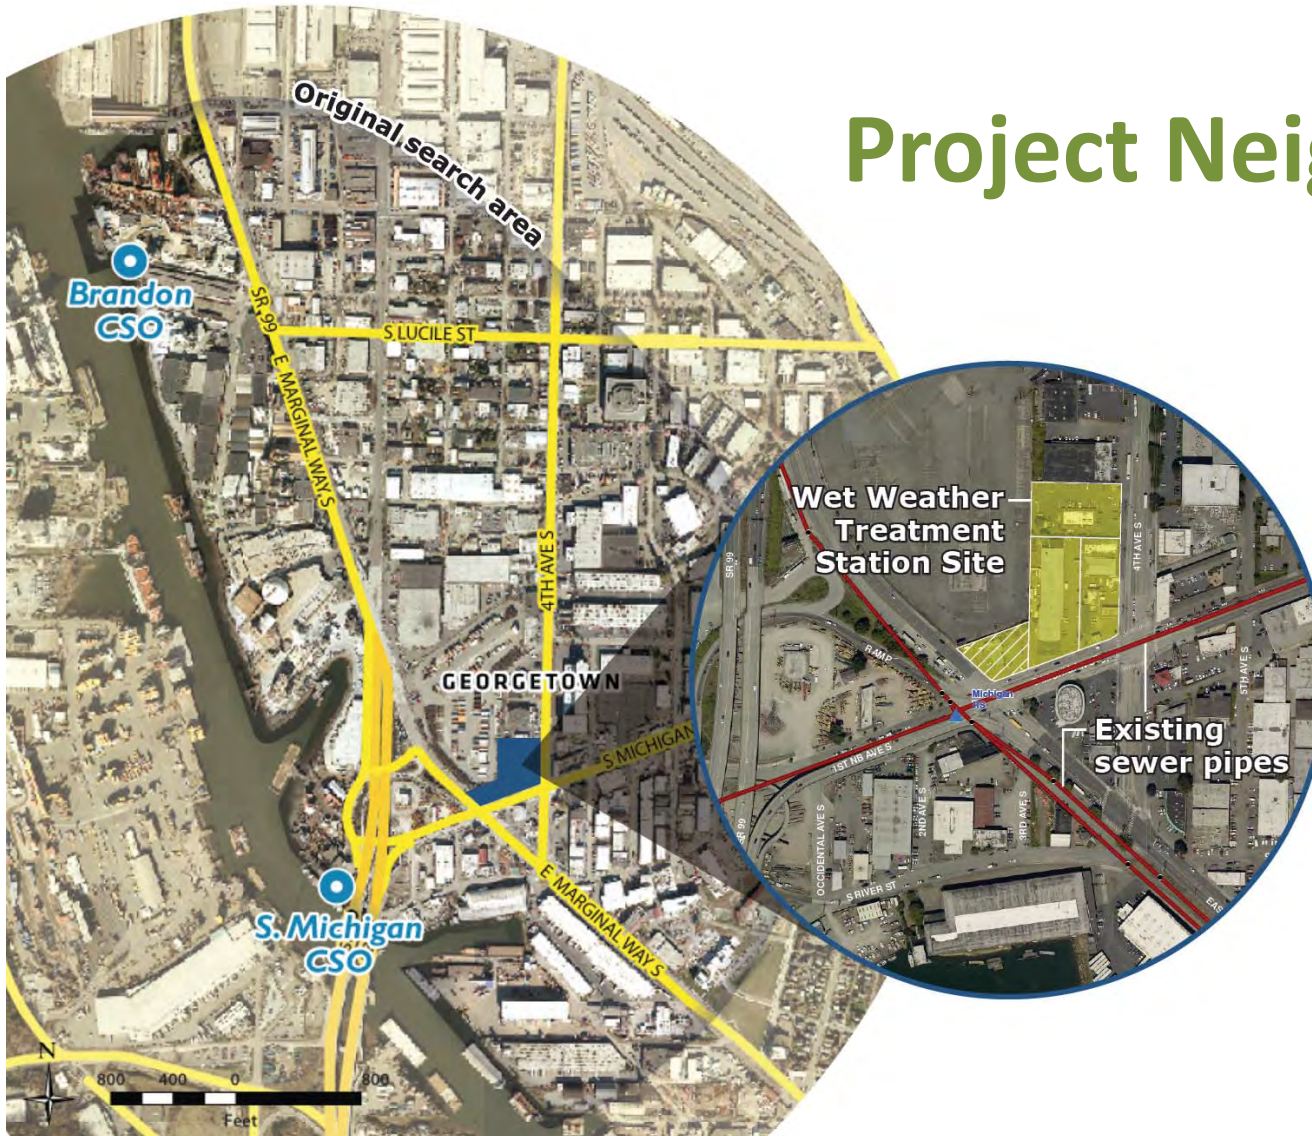 Project Neig
Original search area
Brandon
CSO
SR 99
S LUCILE ST
E MARGINAL WAY S
4TH AVE S
GEORGETOWN
S MICHIGAN
E MARGINAL WAY S
S. Michigan
CSO
N
800 400 0 800
Feet
Wet Weather
Treatment
Station Site
SR 99
4TH AVE S
RAMP
Michigan
RS
5TH AVE S
Existing
sewer pipes
1ST NB AVE S
SR 99
OCCIDENTAL AVE S
2ND AVE S
3RD AVE S
S RIVER ST
EAS